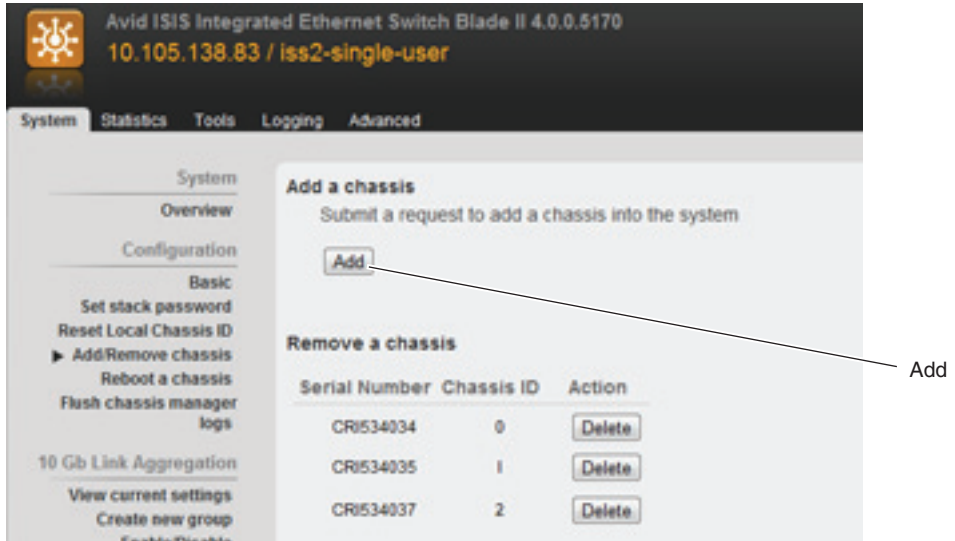 Avid ISIS Integrated Ethernet Switch Blade II 4.0.0.5170
10.105.138.83 / iss2-single-user
System Statistics Tools Logging Advanced
System
Overview
Configuration
Basic
Set stack password
Reset Local Chassis ID
Add/Remove chassis
Reboot a chassis
Flush chassis manager
logs
10 Gb Link Aggregation
View current settings
Create new group
Enable/Disable
Add a chassis
Submit a request to add a chassis into the system
Add
Remove a chassis
Serial Number Chassis ID Action
CRI534034 0 Delete
CRI534035 1 Delete
CRI534037 2 Delete
Add